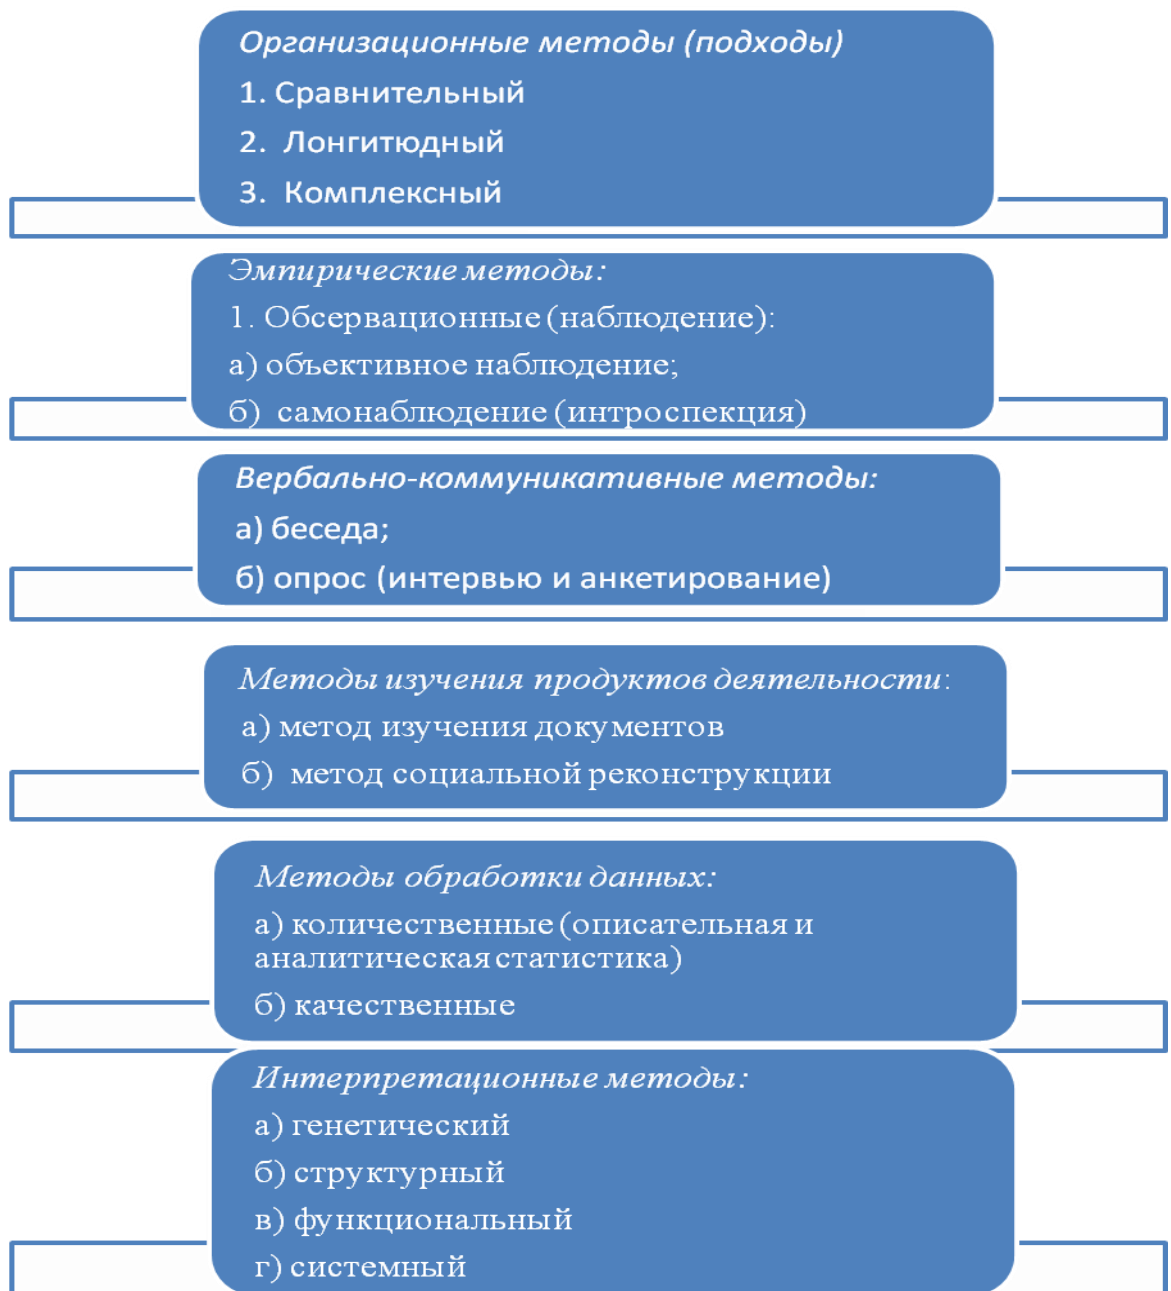 Организационные методы (подходы)
1. Сравнительный
2. Лонгитюдный
3. Комплексный
Эмпирические методы:
1. Обсервационные (наблюдение):
а) объективное наблюдение;
б) самонаблюдение (интроспекция)
Вербально-коммуникативные методы:
а) беседа;
б) опрос (интервью и анкетирование)
Методы изучения продуктов деятельности:
а) метод изучения документов
б) метод социальной реконструкции
Методы обработки данных:
а) количественные (описательная и
аналитическая статистика)
б) качественные
Интерпретационные методы:
а) генетический
б) структурный
в) функциональный
г) системный